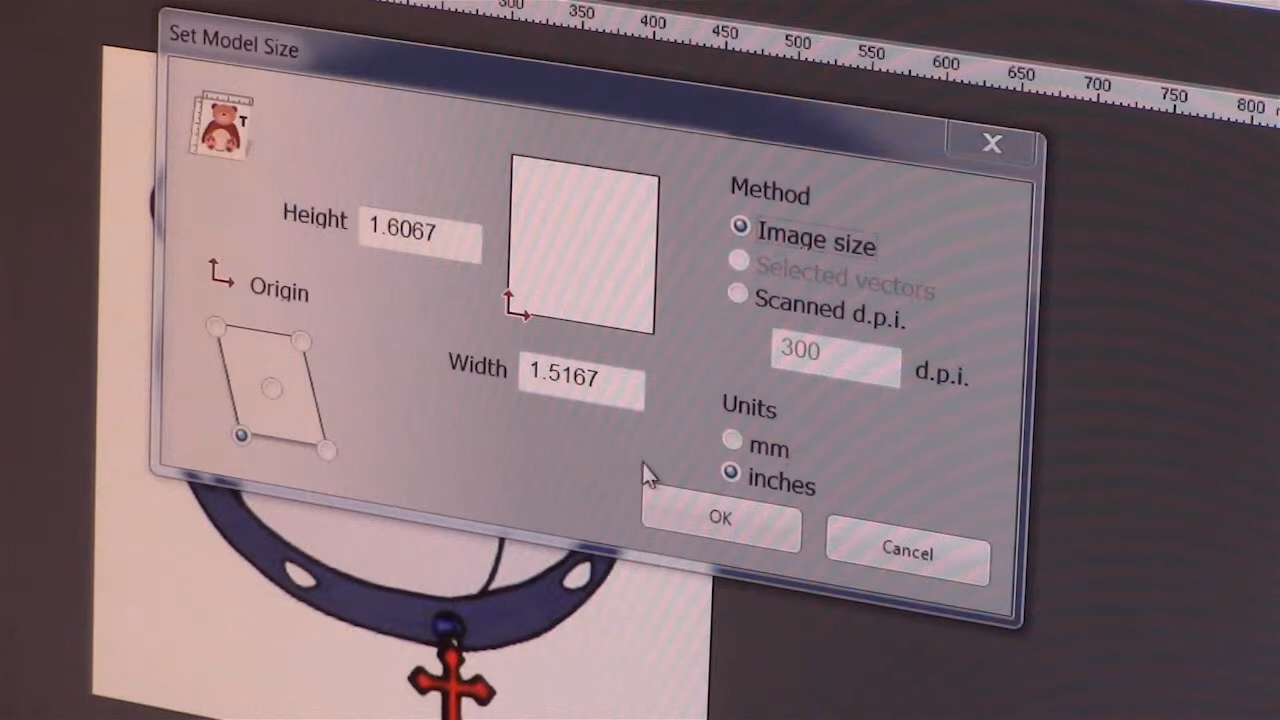 300 350 400 450 500 550 600 650 700 750 800
Set Model Size
X
T
Method
Height 1.6067
Image size
Selected vectors
Origin
Scanned d.p.i.
300 d.p.i.
Width 1.5167
Units
mm
inches
OK
Cancel